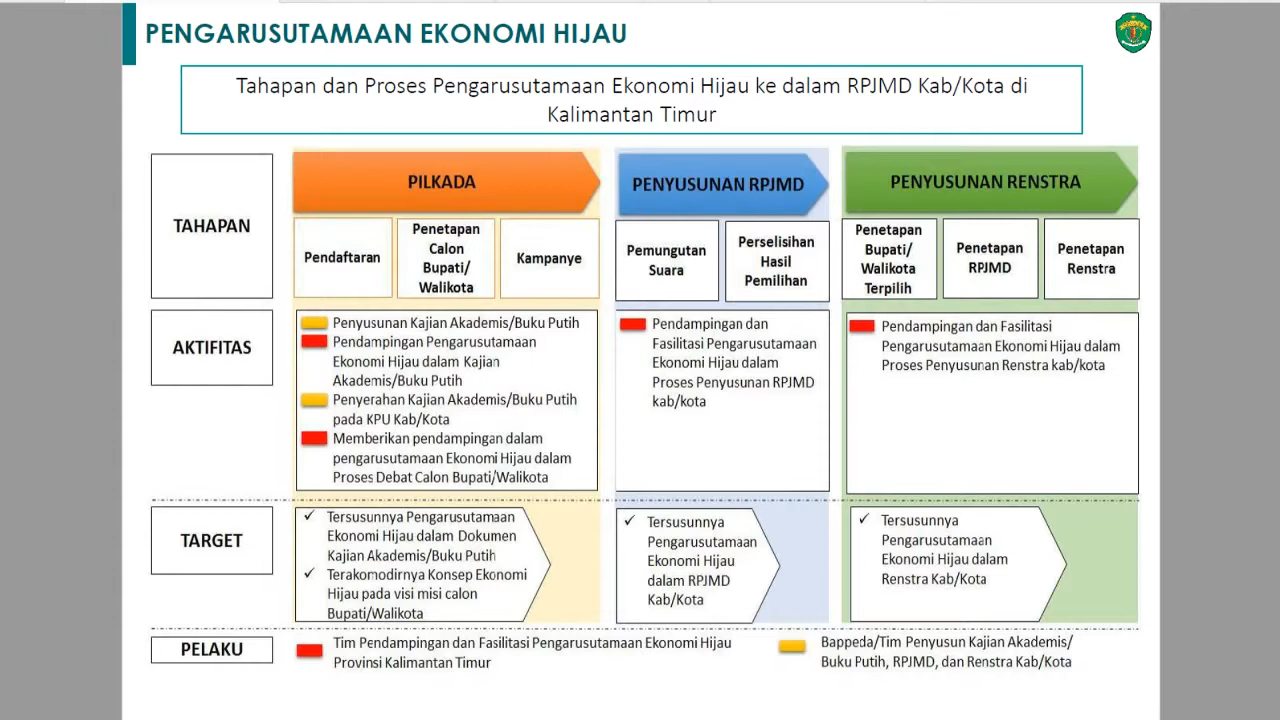 PENGARUSUTAMAAN EKONOMI HIJAU
Tahapan dan Proses Pengarusutamaan Ekonomi Hijau ke dalam RPJMD Kab/Kota di
Kalimantan Timur
TAHAPAN
PILKADA
PENYUSUNAN RPJMD
PENYUSUNAN RENSTRA
Pendaftaran
Penetapan
Calon
Bupati/
Walikota
Kampanye
Pemungutan
Suara
Perselisihan
Hasil
Pemilihan
Penetapan
Bupati/
Walikota
Terpilih
Penetapan
RPJMD
Penetapan
Renstra
AKTIFITAS
Penyusunan Kajian Akademis/Buku Putih
Pendampingan Pengarusutamaan
Ekonomi Hijau dalam Kajian
Akademis/Buku Putih
Penyerahan Kajian Akademis/Buku Putih
pada KPU Kab/Kota
Memberikan pendampingan dalam
pengarusutamaan Ekonomi Hijau dalam
Proses Debat Calon Bupati/Walikota
Pendampingan dan
Fasilitasi Pengarusutamaan
Ekonomi Hijau dalam
Proses Penyusunan RPJMD
kab/kota
Pendampingan dan Fasilitasi
Pengarusutamaan Ekonomi Hijau dalam
Proses Penyusunan Renstra kab/kota
TARGET
Tersusunnya Pengarusutamaan
Ekonomi Hijau dalam Dokumen
Kajian Akademis/Buku Putih
Terakomodirnya Konsep Ekonomi
Hijau pada visi misi calon
Bupati/Walikota
Tersusunnya
Pengarusutamaan
Ekonomi Hijau
dalam RPJMD
Kab/Kota
Tersusunnya
Pengarusutamaan
Ekonomi Hijau dalam
Renstra Kab/Kota
PELAKU
Tim Pendampingan dan Fasilitasi Pengarusutamaan Ekonomi Hijau
Provinsi Kalimantan Timur
Bappeda/Tim Penyusun Kajian Akademis/
Buku Putih, RPJMD, dan Renstra Kab/Kota